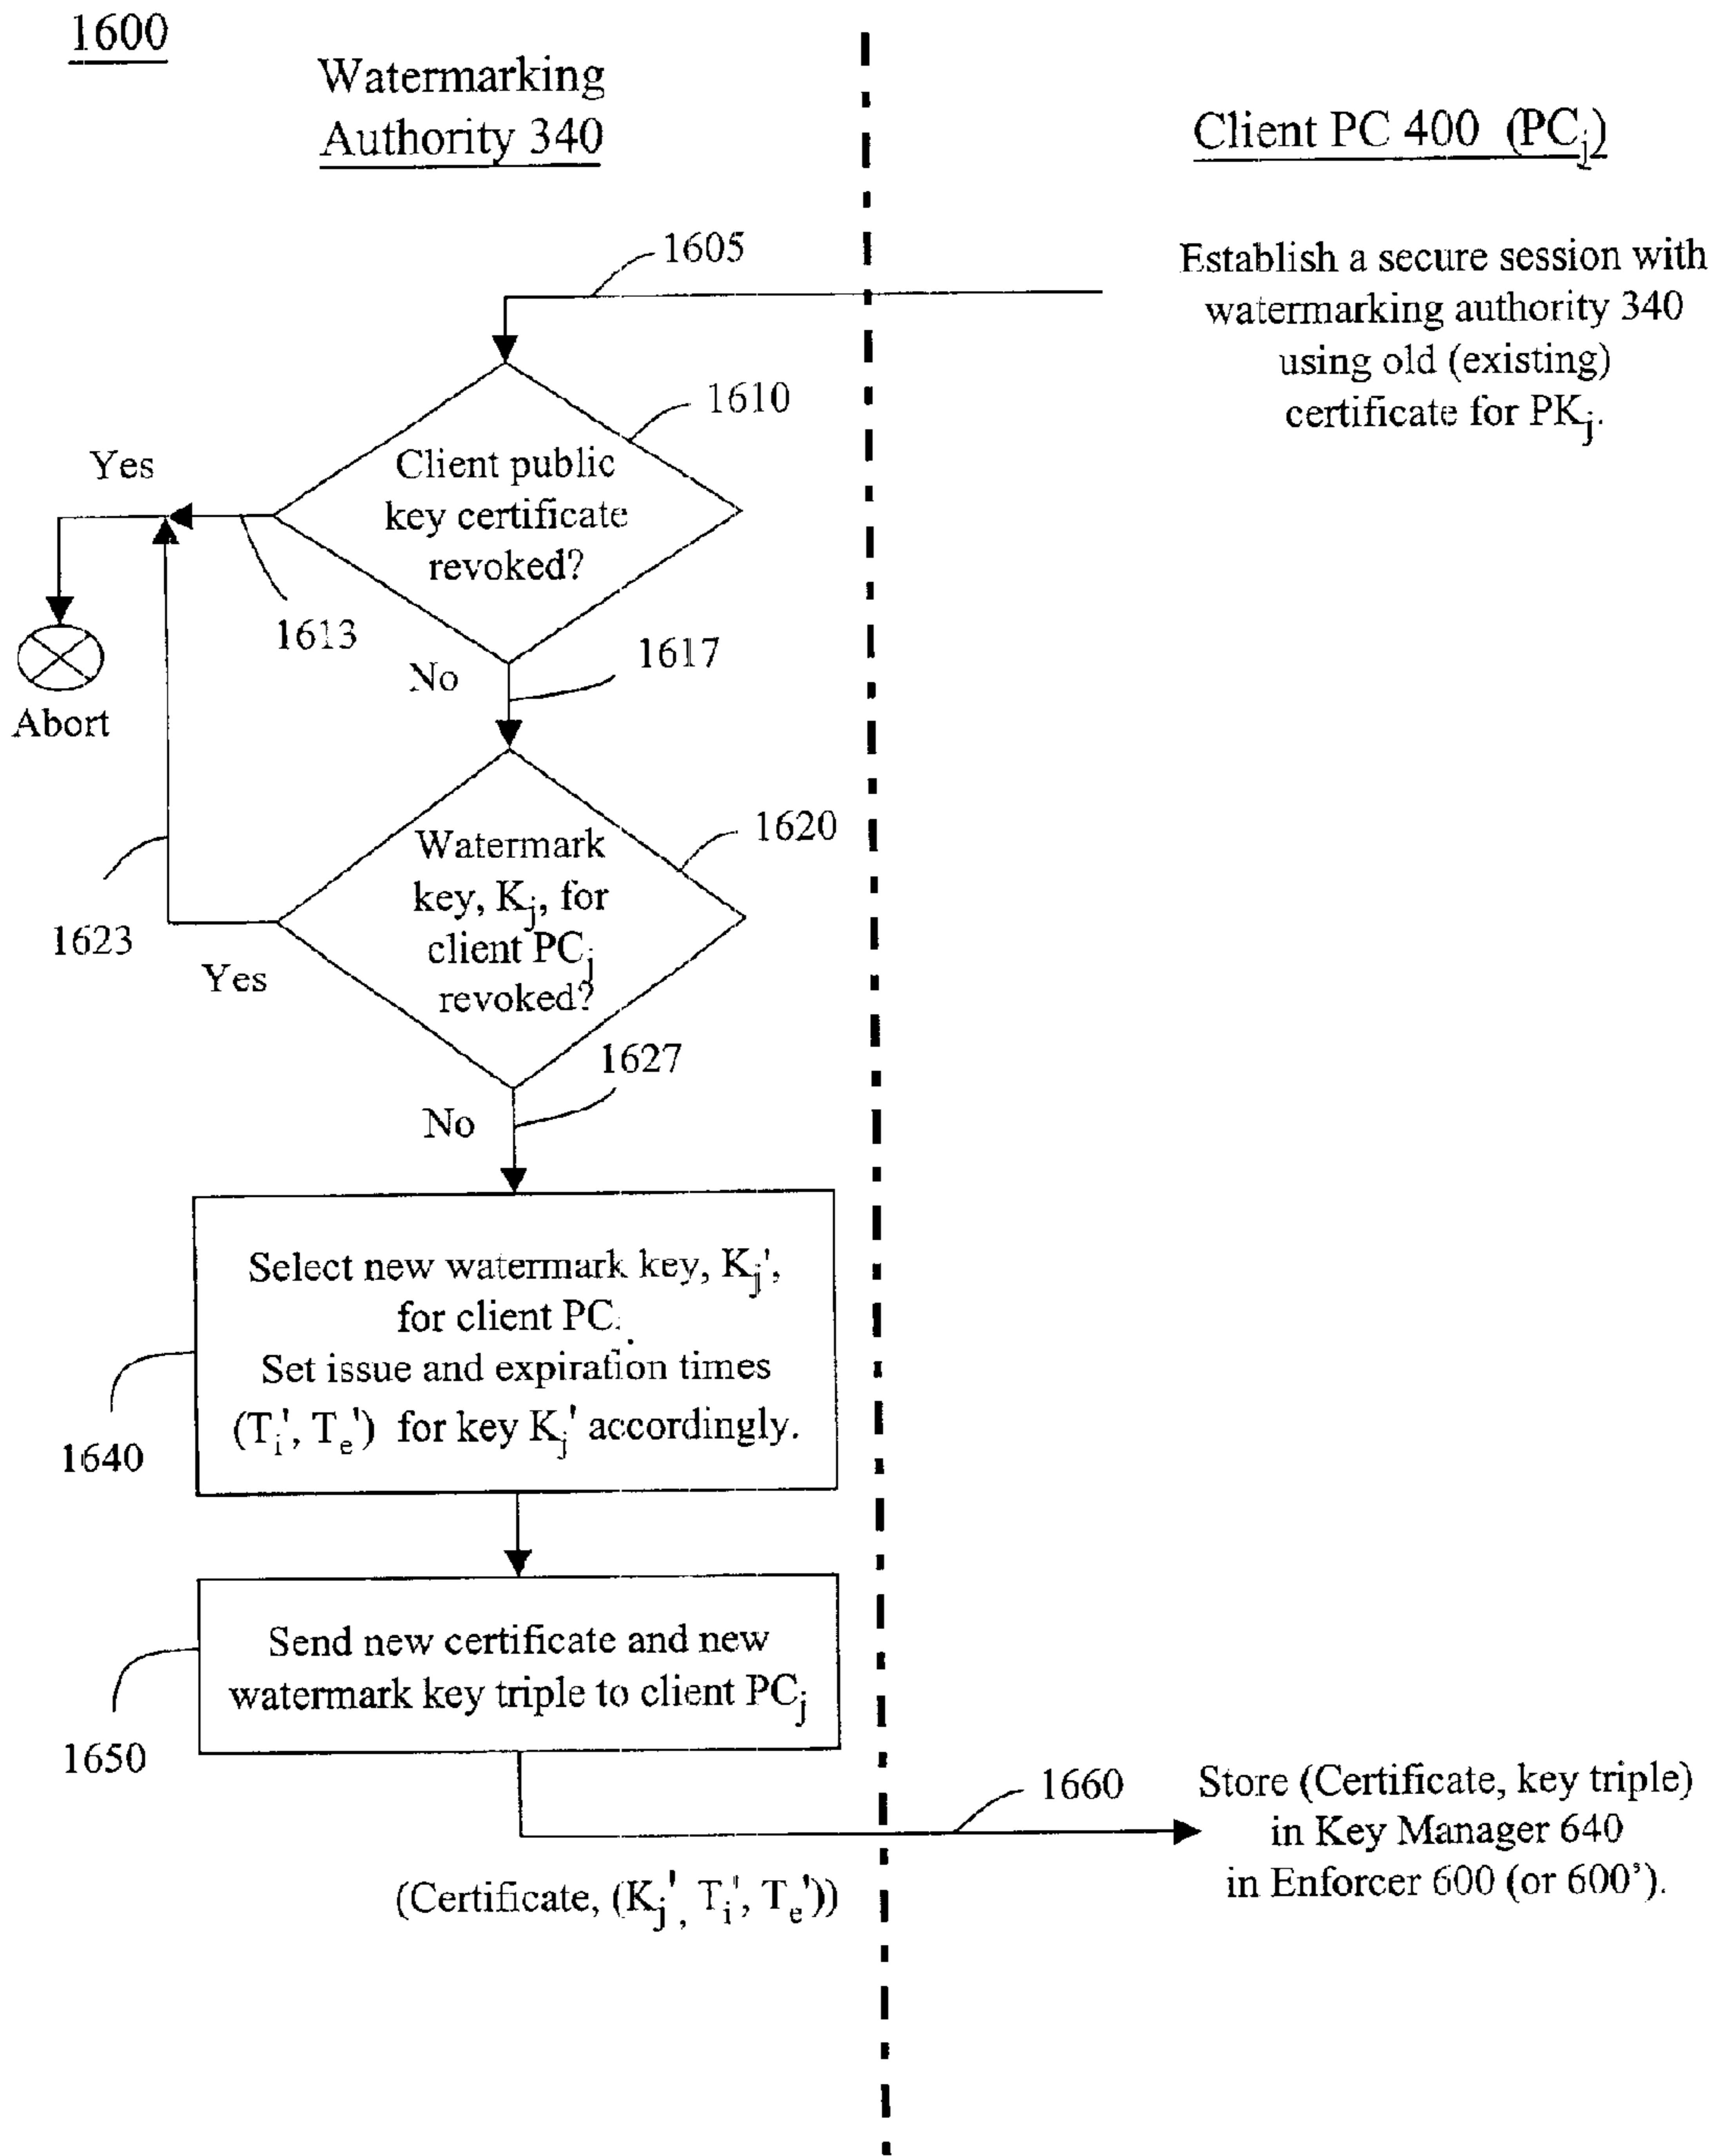 1600
Watermarking
Authority 340
Client PC 400 (PCj)
Establish a secure session with
watermarking authority 340
using old (existing)
certificate for PKj.
1605
1610
Client public
key certificate
revoked?
Yes
1613
Abort
No
1617
Watermark
key, Kj, for
client PCj
revoked?
1620
1623
Yes
1627
No
Select new watermark key, Kj',
for client PC.
Set issue and expiration times
(Ti', Te') for key Kj' accordingly.
1640
Send new certificate and new
watermark key triple to client PCj
1650
1660
Store (Certificate, key triple)
in Key Manager 640
in Enforcer 600 (or 600').
(Certificate, (Kj', Ti', Te'))